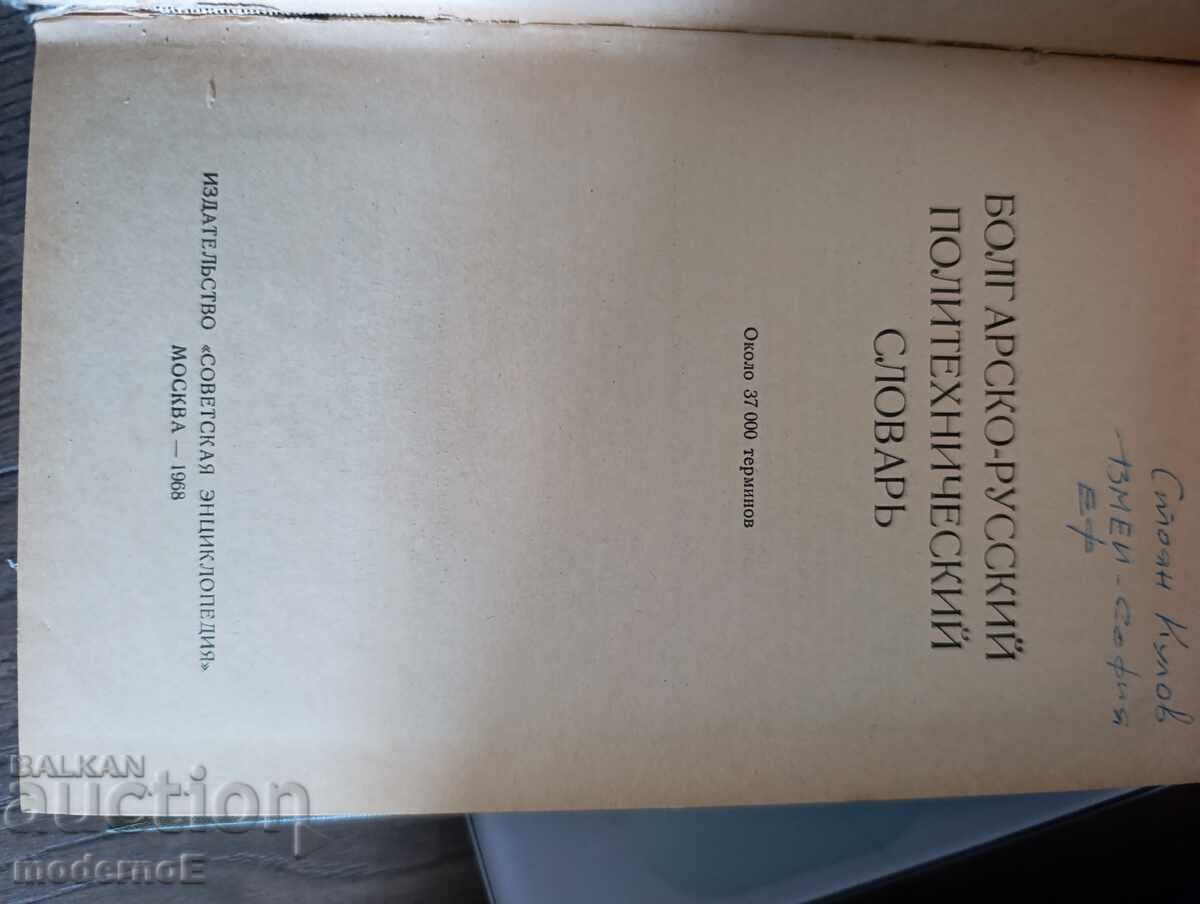 Стоян Кулов
ВМЕИ - София
ЕФ
БОЛГАРСКО-РУССКИЙ
ПОЛИТЕХНИЧЕСКИЙ
СЛОВАРЬ
Около 37 000 терминов
ИЗДАТЕЛЬСТВО «СОВЕТСКАЯ ЭНЦИКЛОПЕДИЯ»
МОСКВА — 1968
BALKAN
auction
modernoE